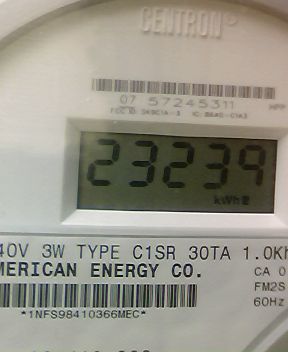 CENTRON®
07 57245311
23239
kWh
40V 3W TYPE C1SR 30TA 1.0Kh
MERICAN ENERGY CO.
CA 0
FM2S
60Hz
*1NFS98410366MEC*